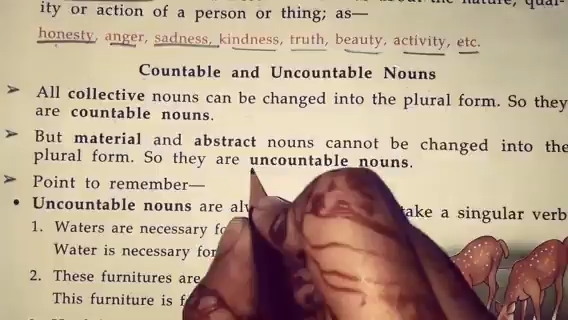 ity or action of a person or thing; as—
honesty, anger, sadness, kindness, truth, beauty, activity, etc.
Countable and Uncountable Nouns
➤ All collective nouns can be changed into the plural form. So they
are countable nouns.
➤ But material and abstract nouns cannot be changed into the
plural form. So they are uncountable nouns.
➤ Point to remember—
• Uncountable nouns are take a singular verb
1. Waters are necessary
Water is necessary for
2. These furnitures are
This furniture is